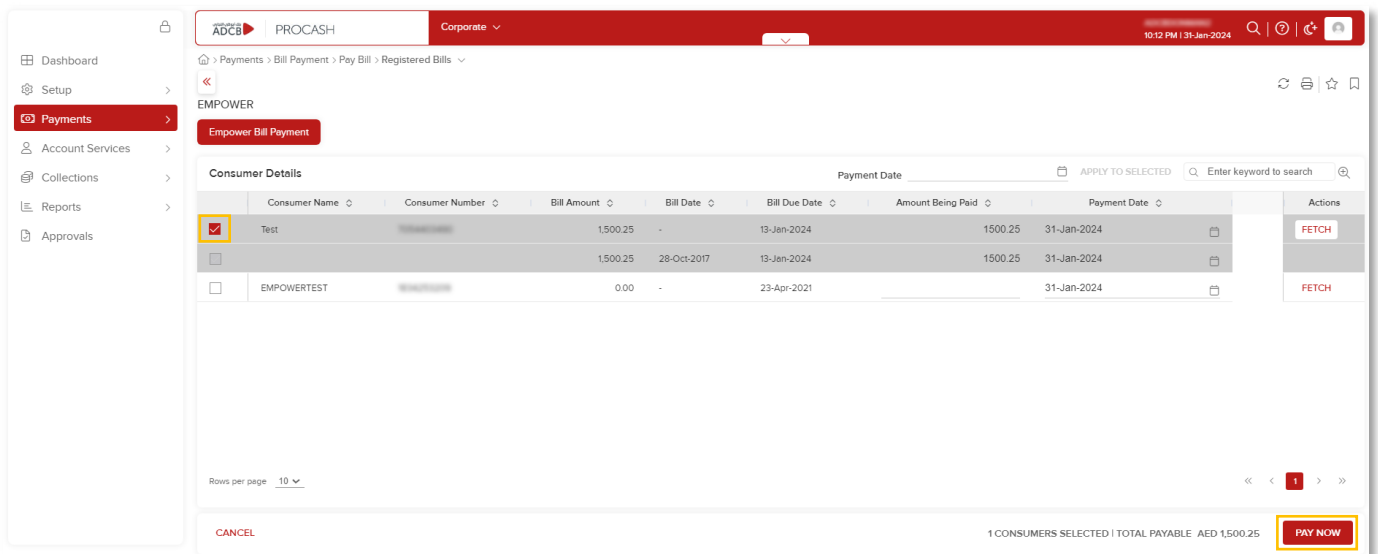 ADCB PROCASH Corporate
10:12 PM | 31-Jan-2024
Payments > Bill Payment > Pay Bill > Registered Bills
Dashboard
Setup
Payments
Account Services
Collections
Reports
Approvals
EMPOWER
Empower Bill Payment
Consumer Details Payment Date APPLY TO SELECTED Enter keyword to search
Consumer Name Consumer Number Bill Amount Bill Date Bill Due Date Amount Being Paid Payment Date Actions
Test 1,500.25 - 13-Jan-2024 1500.25 31-Jan-2024 FETCH
1,500.25 28-Oct-2017 13-Jan-2024 1500.25 31-Jan-2024
EMPOWERTEST 0.00 - 23-Apr-2021 31-Jan-2024 FETCH
Rows per page 10 « < 1 > »
CANCEL 1 CONSUMERS SELECTED | TOTAL PAYABLE AED 1,500.25 PAY NOW